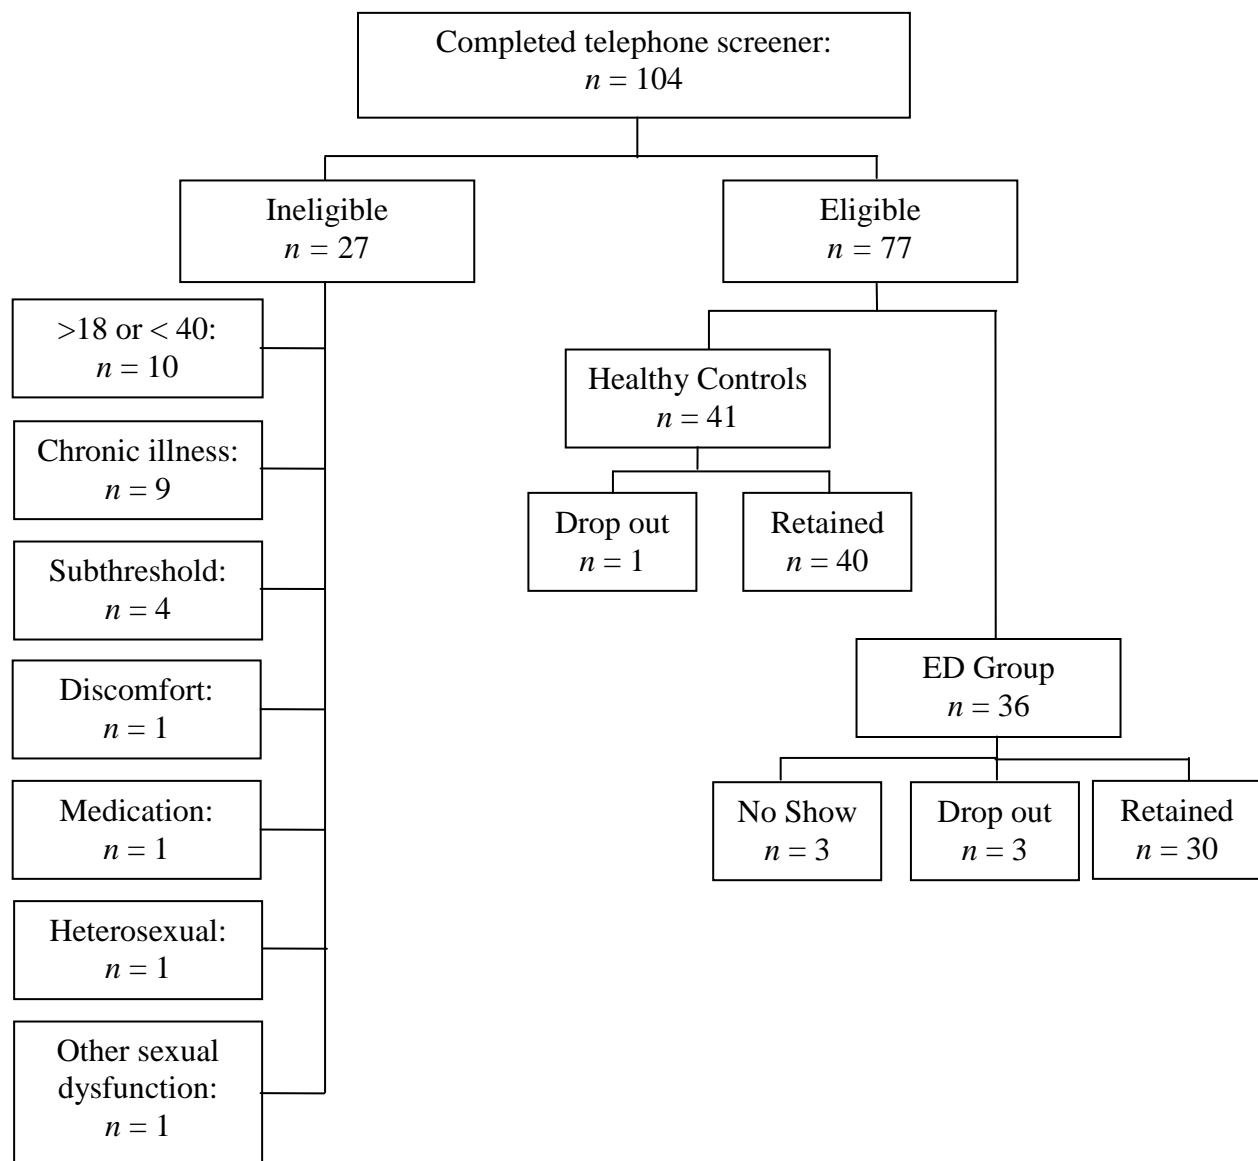 Completed telephone screener:
n = 104
Ineligible
n = 27
Eligible
n = 77
>18 or < 40:
n = 10
Chronic illness:
n = 9
Subthreshold:
n = 4
Discomfort:
n = 1
Medication:
n = 1
Heterosexual:
n = 1
Other sexual
dysfunction:
n = 1
Healthy Controls
n = 41
Drop out
n = 1
Retained
n = 40
ED Group
n = 36
No Show
n = 3
Drop out
n = 3
Retained
n = 30